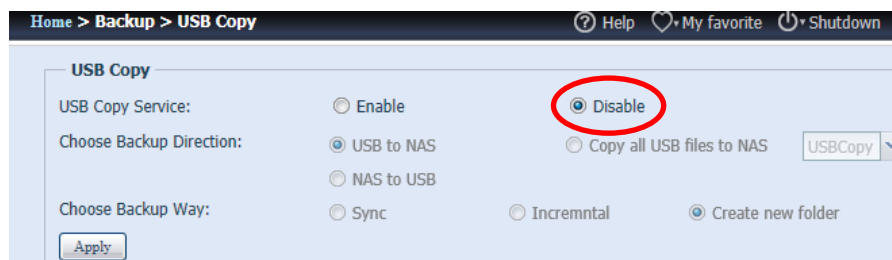 Home > Backup > USB Copy ? Help My favorite Shutdown
USB Copy
USB Copy Service: Enable Disable
Choose Backup Direction: USB to NAS Copy all USB files to NAS USBCopy
NAS to USB
Choose Backup Way: Sync Incremntal Create new folder
Apply